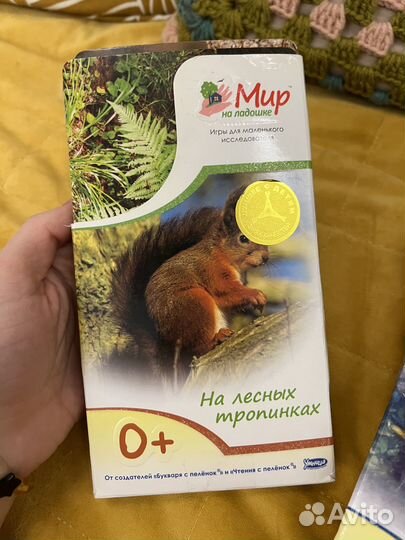 Мир
на ладошке
Игры для маленького
исследователя
На лесных
тропинках
0+
От создателей «Букваря с пелёнок»® и «Чтения с пелёнок»®
Умница
Avito